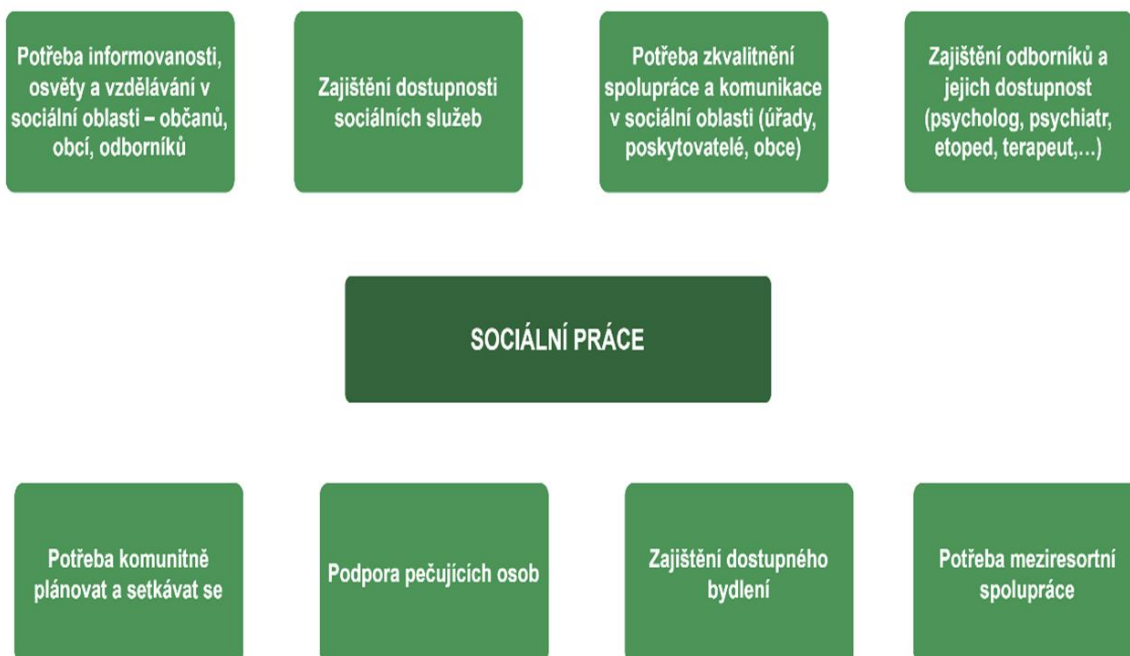 Potřeba informovanosti,
osvěty a vzdělávání v
sociální oblasti – občanů,
obcí, odborníků
Zajištění dostupnosti
sociálních služeb
Potřeba zkvalitnění
spolupráce a komunikace
v sociální oblasti (úřady,
poskytovatelé, obce)
Zajištění odborníků a
jejich dostupnost
(psycholog, psychiatr,
etoped, terapeut,...)
SOCIÁLNÍ PRÁCE
Potřeba komunitně
plánovat a setkávat se
Podpora pečujících osob
Zajištění dostupného
bydlení
Potřeba meziresortní
spolupráce